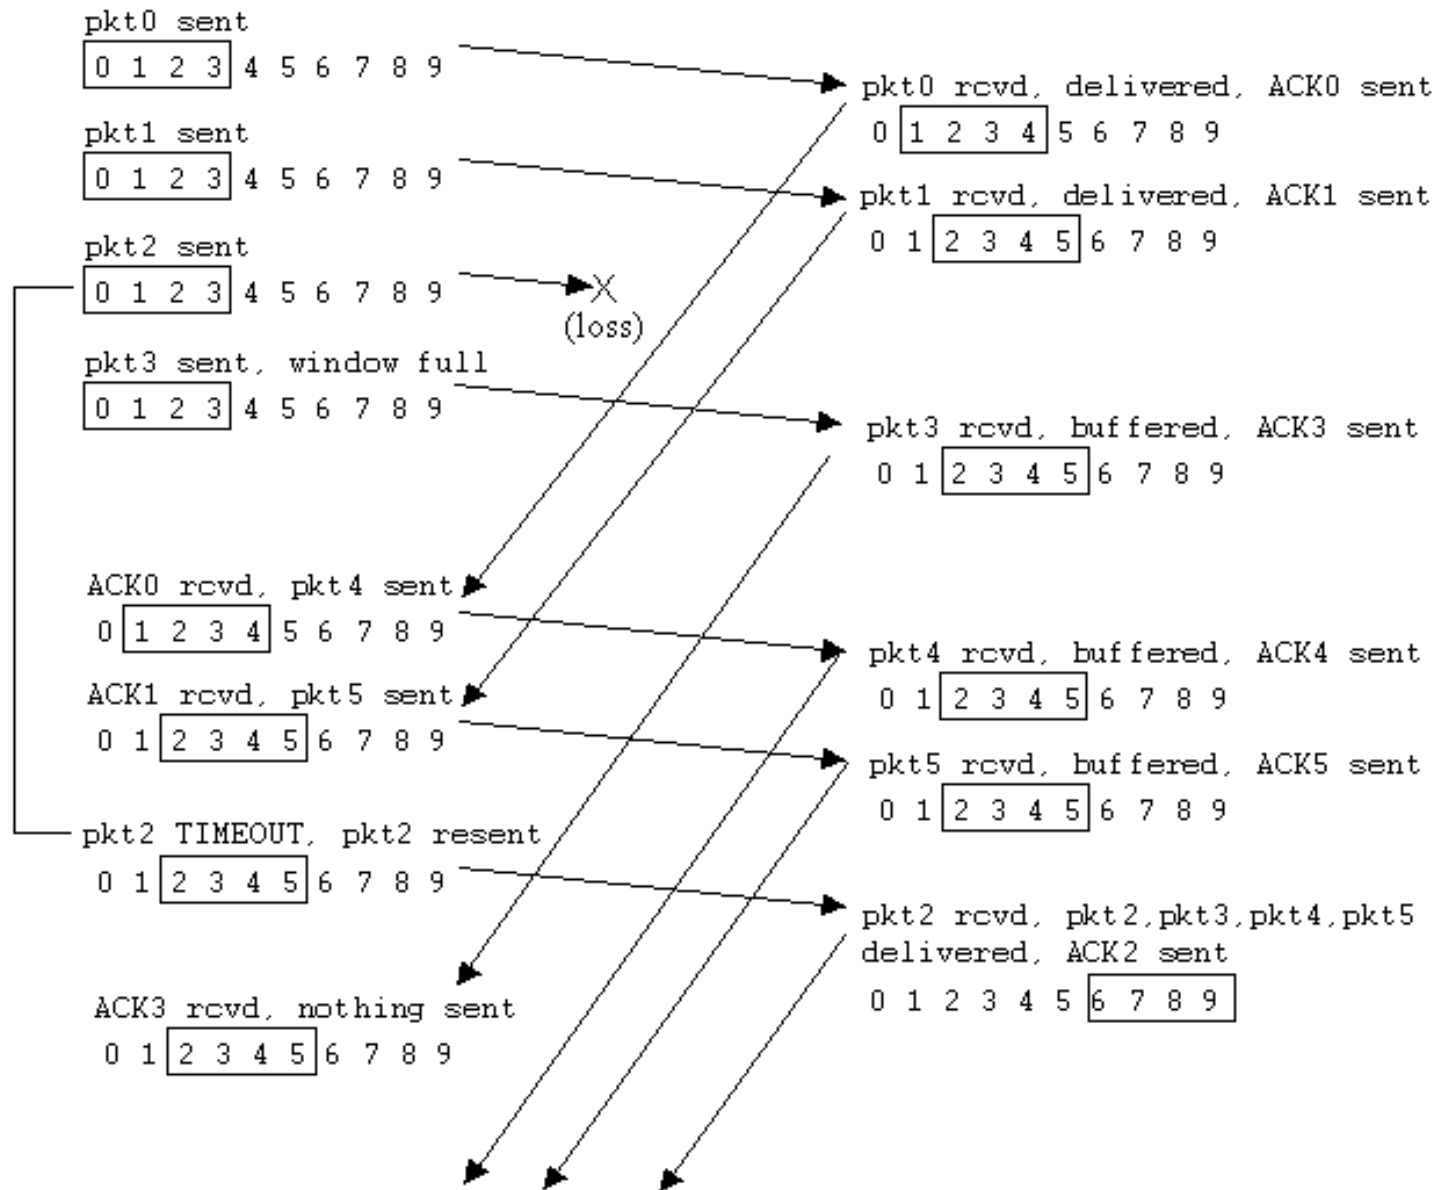 pkt0 sent
0 1 2 3 4 5 6 7 8 9
pkt1 sent
0 1 2 3 4 5 6 7 8 9
pkt2 sent
0 1 2 3 4 5 6 7 8 9
X
(loss)
pkt3 sent, window full
0 1 2 3 4 5 6 7 8 9
ACK0 rcvd, pkt4 sent
0 1 2 3 4 5 6 7 8 9
ACK1 rcvd, pkt5 sent
0 1 2 3 4 5 6 7 8 9
pkt2 TIMEOUT, pkt2 resent
0 1 2 3 4 5 6 7 8 9
ACK3 rcvd, nothing sent
0 1 2 3 4 5 6 7 8 9
pkt0 rcvd, delivered, ACK0 sent
0 1 2 3 4 5 6 7 8 9
pkt1 rcvd, delivered, ACK1 sent
0 1 2 3 4 5 6 7 8 9
pkt3 rcvd, buffered, ACK3 sent
0 1 2 3 4 5 6 7 8 9
pkt4 rcvd, buffered, ACK4 sent
0 1 2 3 4 5 6 7 8 9
pkt5 rcvd, buffered, ACK5 sent
0 1 2 3 4 5 6 7 8 9
pkt2 rcvd, pkt2,pkt3,pkt4,pkt5
delivered, ACK2 sent
0 1 2 3 4 5 6 7 8 9